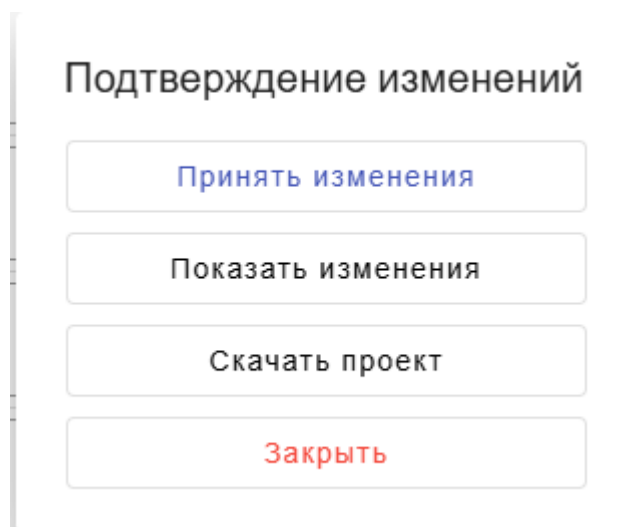 Подтверждение изменений
Принять изменения
Показать изменения
Скачать проект
Закрыть